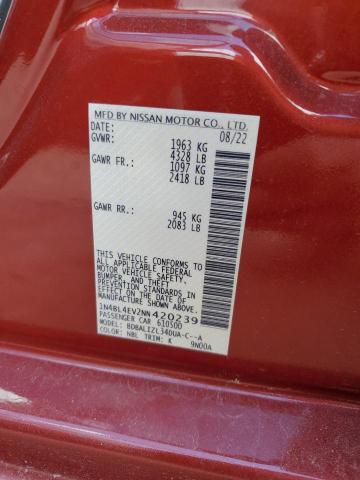 MFD BY NISSAN MOTOR CO., LTD.
DATE: 08/22
GVWR: 1963 KG
4328 LB
GAWR FR: 1097 KG
2418 LB
GAWR RR: 945 KG
2083 LB
THIS VEHICLE CONFORMS TO ALL
APPLICABLE FEDERAL
MOTOR VEHICLE SAFETY,
BUMPER, AND THEFT
PREVENTION STANDARDS
IN EFFECT ON THE DATE OF
MANUFACTURE SHOWN ABOVE.
1N4BL4EV2NN420239
PASSENGER CAR 610500
MODEL: BDBALIZL34DUA-C--A
COLOR: NBL TRIM: K 9N00A